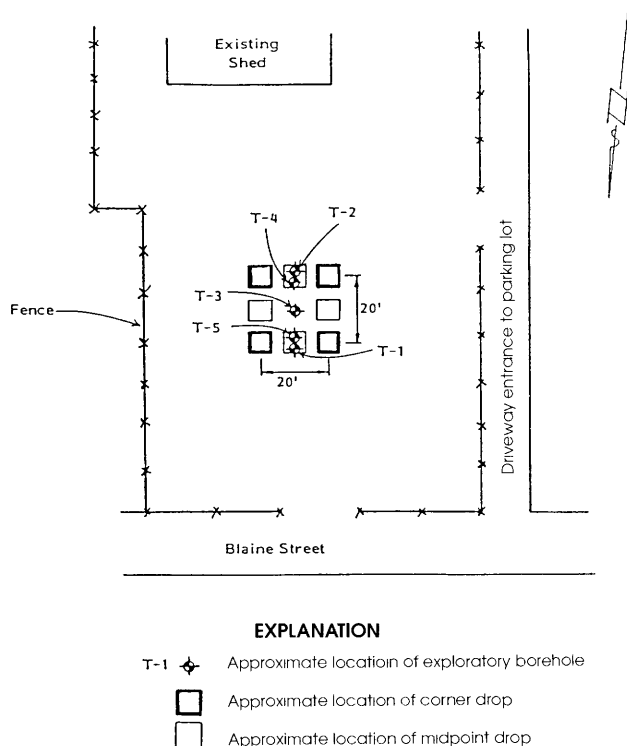 Existing
Shed
T-4
T-2
T-3
T-5
T-1
20'
20'
Fence
Driveway entrance to parking lot
Blaine Street
EXPLANATION
T-1 Approximate locatioin of exploratory borehole
Approximate location of corner drop
Approximate location of midpoint drop